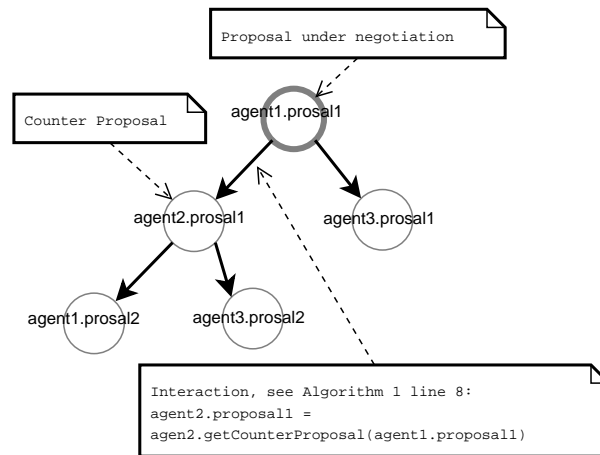 Proposal under negotiation
agent1.prosal1
Counter Proposal
agent2.prosal1
agent3.prosal1
agent1.prosal2
agent3.prosal2
Interaction, see Algorithm 1 line 8:
agent2.proposal1 =
agen2.getCounterProposal(agent1.proposal1)